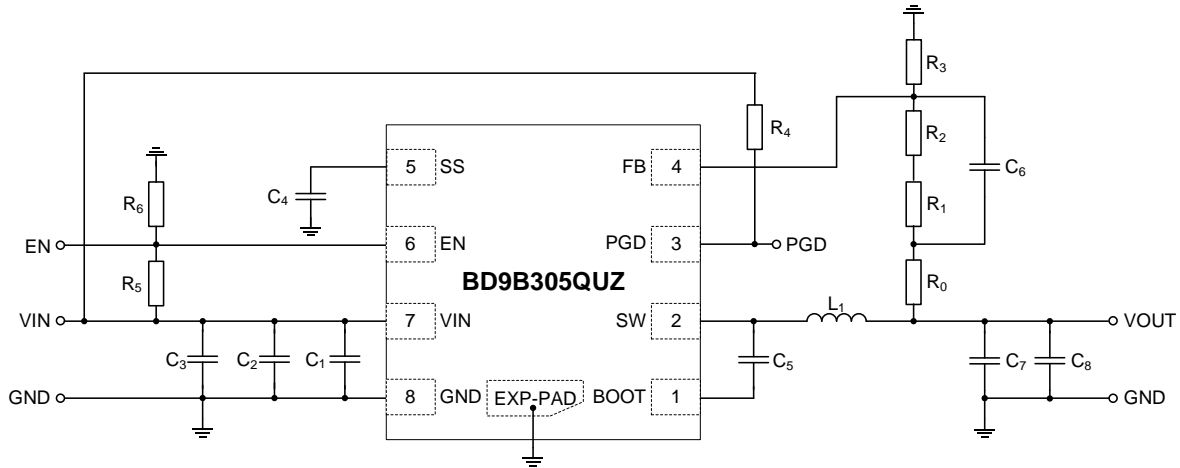 R3
R4
5 SS
FB 4
R2
C6
C4
R6
R1
EN
6 EN
PGD 3
PGD
BD9B305QUZ
R5
R0
VIN
7 VIN
SW 2
L1
VOUT
C3
C2
C1
C5
C7
C8
GND
8 GND
EXP-PAD
BOOT 1
GND